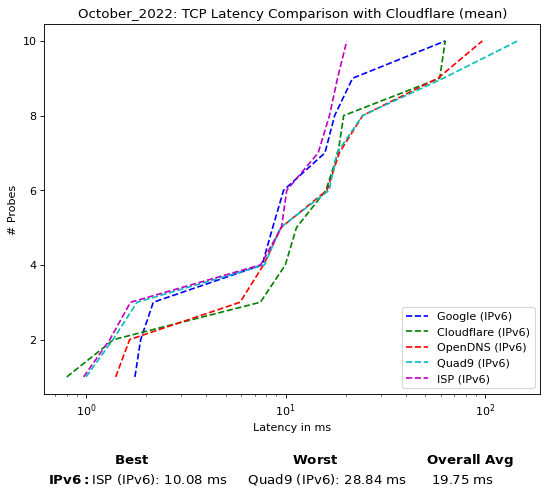 October_2022: TCP Latency Comparison with Cloudflare (mean)
# Probes
10
8
6
4
2
Google (IPv6)
Cloudflare (IPv6)
OpenDNS (IPv6)
Quad9 (IPv6)
ISP (IPv6)
10⁰ 10¹ 10²
Latency in ms
Best Worst Overall Avg
IPv6: ISP (IPv6): 10.08 ms Quad9 (IPv6): 28.84 ms 19.75 ms